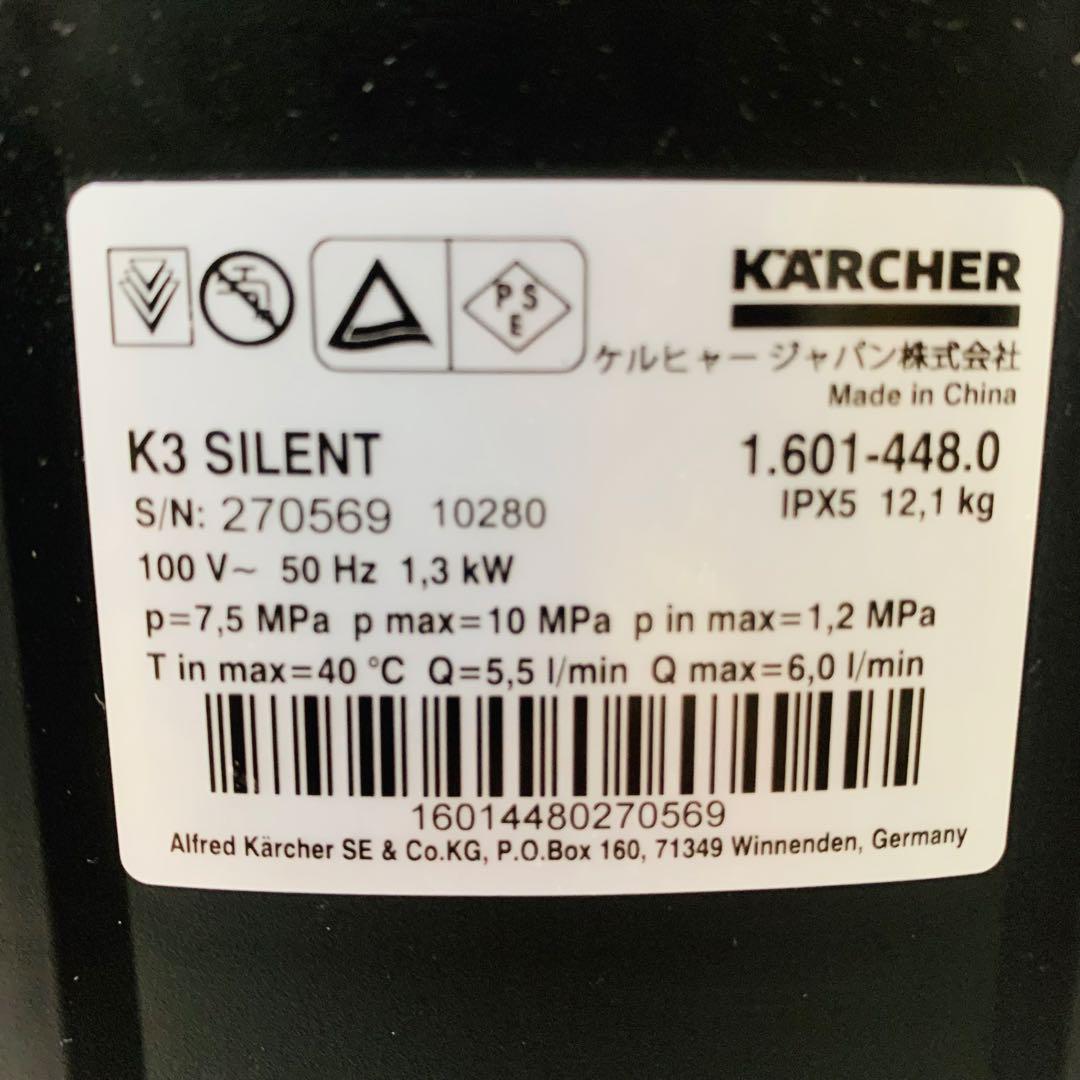 KÄRCHER
PSE
ケルヒャー ジャパン株式会社
Made in China
K3 SILENT 1.601-448.0
S/N: 270569 10280 IPX5 12,1 kg
100 V~ 50 Hz 1,3 kW
p=7,5 MPa p max=10 MPa p in max=1,2 MPa
T in max=40 °C Q=5,5 l/min Q max=6,0 l/min
16014480270569
Alfred Kärcher SE & Co.KG, P.O.Box 160, 71349 Winnenden, Germany